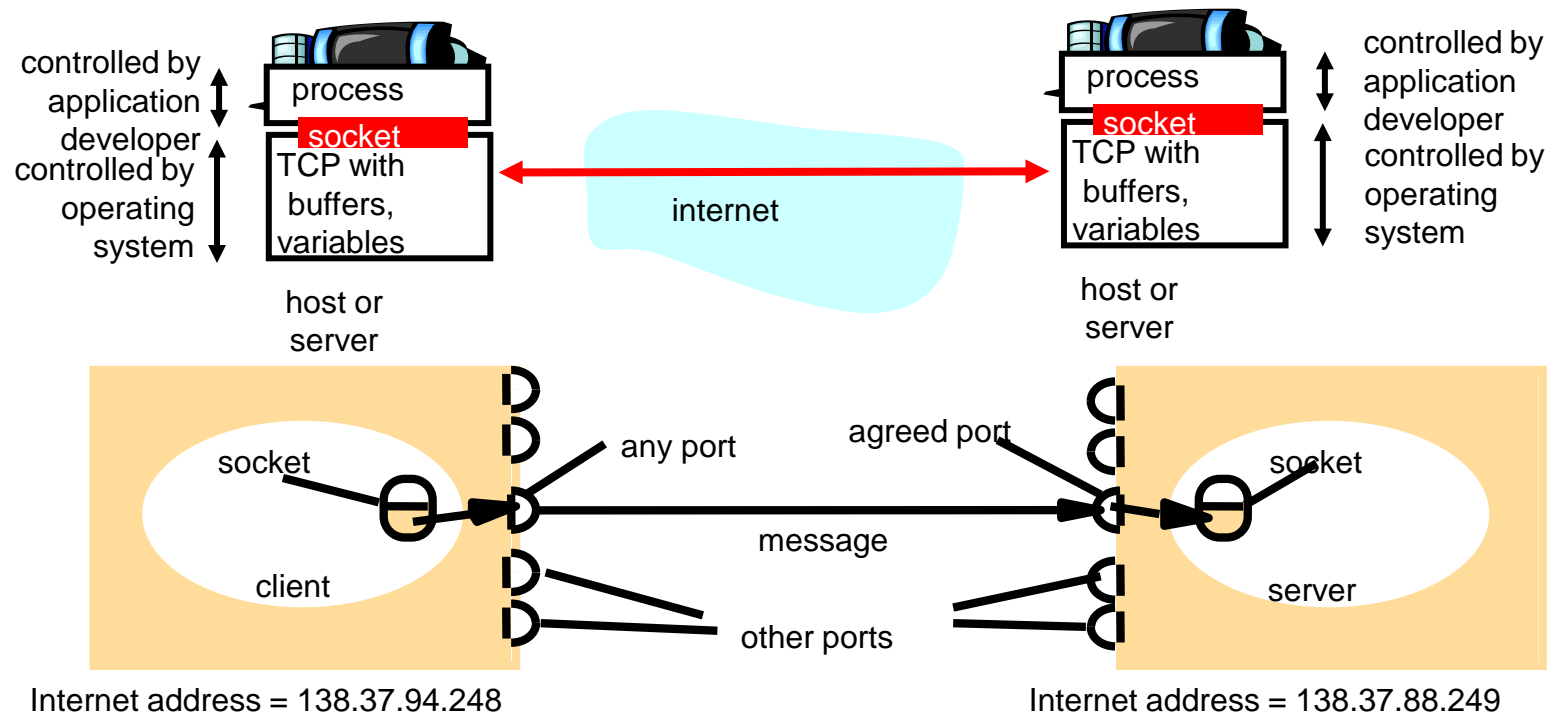 controlled by
application
developer
controlled by
operating
system
process
socket
TCP with
buffers,
variables
host or
server
internet
process
socket
TCP with
buffers,
variables
host or
server
controlled by
application
developer
controlled by
operating
system
socket
client
any port
agreed port
message
other ports
socket
server
Internet address = 138.37.94.248
Internet address = 138.37.88.249